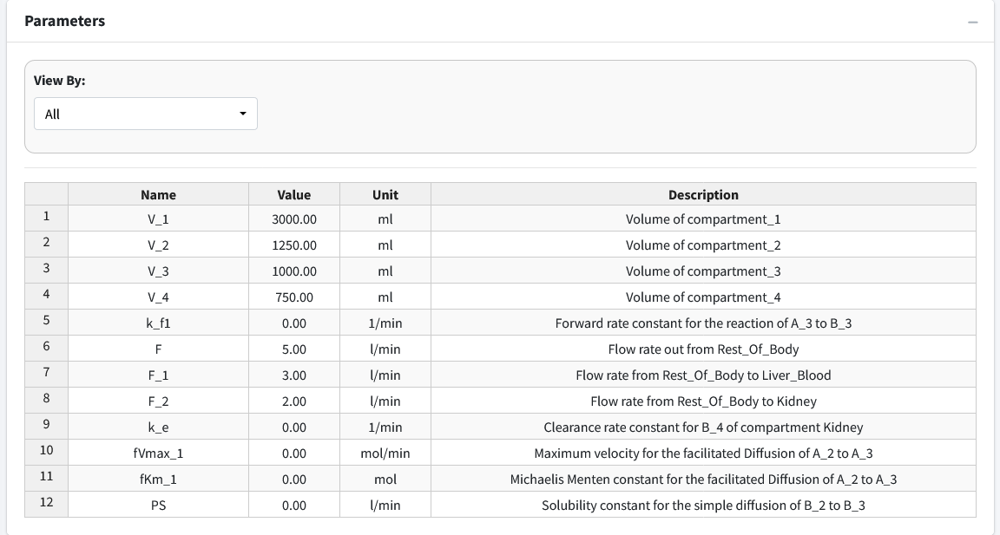 Parameters
View By:
All
Name Value Unit Description
1 V_1 3000.00 ml Volume of compartment_1
2 V_2 1250.00 ml Volume of compartment_2
3 V_3 1000.00 ml Volume of compartment_3
4 V_4 750.00 ml Volume of compartment_4
5 k_f1 0.00 1/min Forward rate constant for the reaction of A_3 to B_3
6 F 5.00 l/min Flow rate out from Rest_Of_Body
7 F_1 3.00 l/min Flow rate from Rest_Of_Body to Liver_Blood
8 F_2 2.00 l/min Flow rate from Rest_Of_Body to Kidney
9 k_e 0.00 1/min Clearance rate constant for B_4 of compartment Kidney
10 fVmax_1 0.00 mol/min Maximum velocity for the facilitated Diffusion of A_2 to A_3
11 fKm_1 0.00 mol Michaelis Menten constant for the facilitated Diffusion of A_2 to A_3
12 PS 0.00 l/min Solubility constant for the simple diffusion of B_2 to B_3